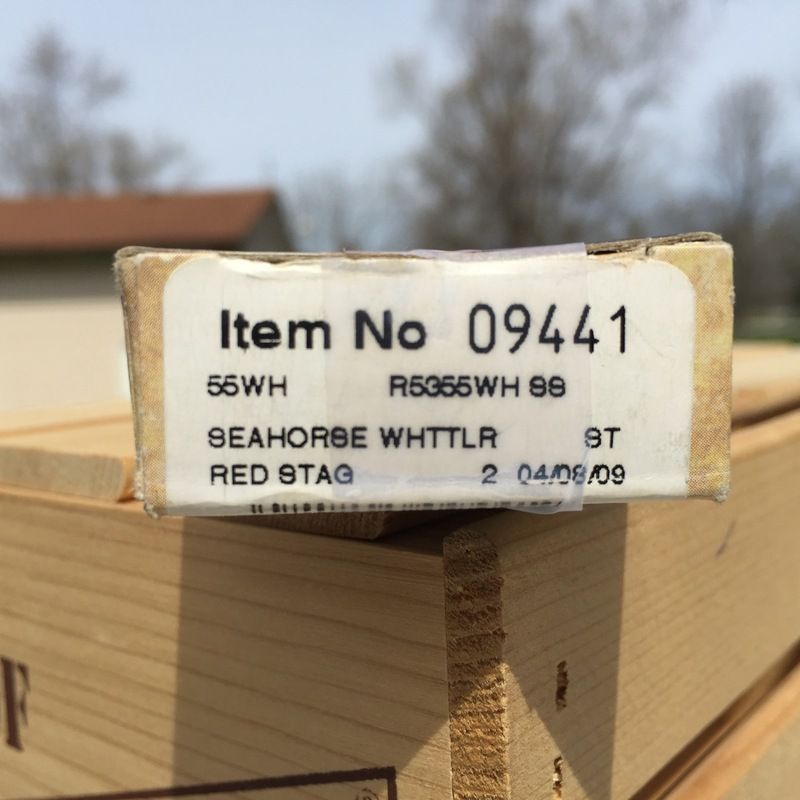 Item No 09441
55WH R5355WH SS
SEAHORSE WHTTLR ST
RED STAG 2 04/08/09
F